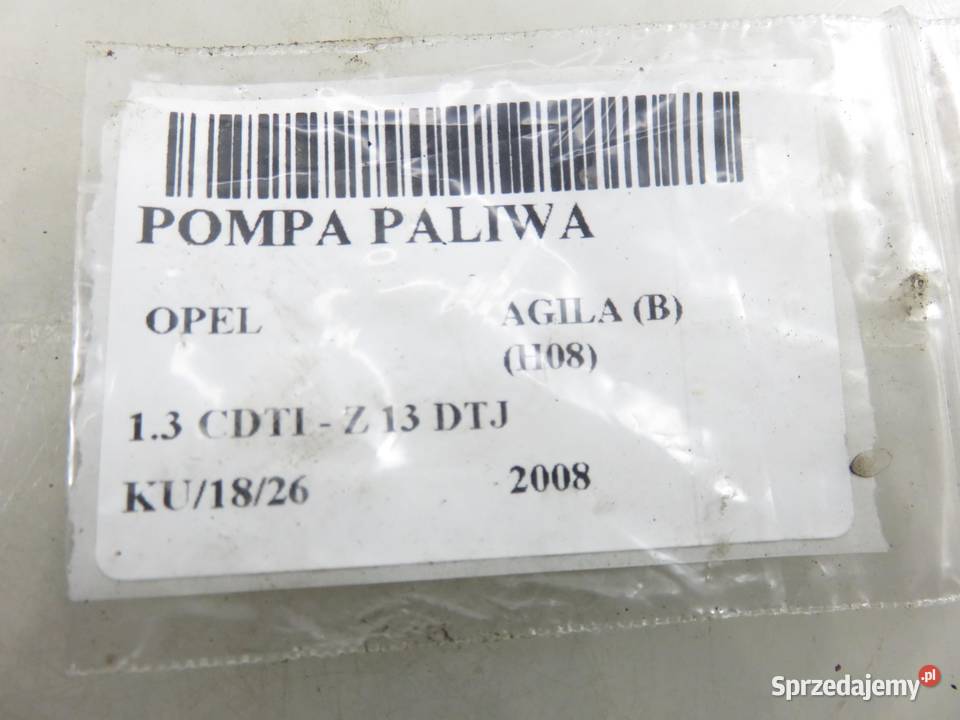 POMPA PALIWA
OPEL AGILA (B)
(H08)
1.3 CDTI - Z 13 DTJ
KU/18/26 2008
Sprzedajemy.pl